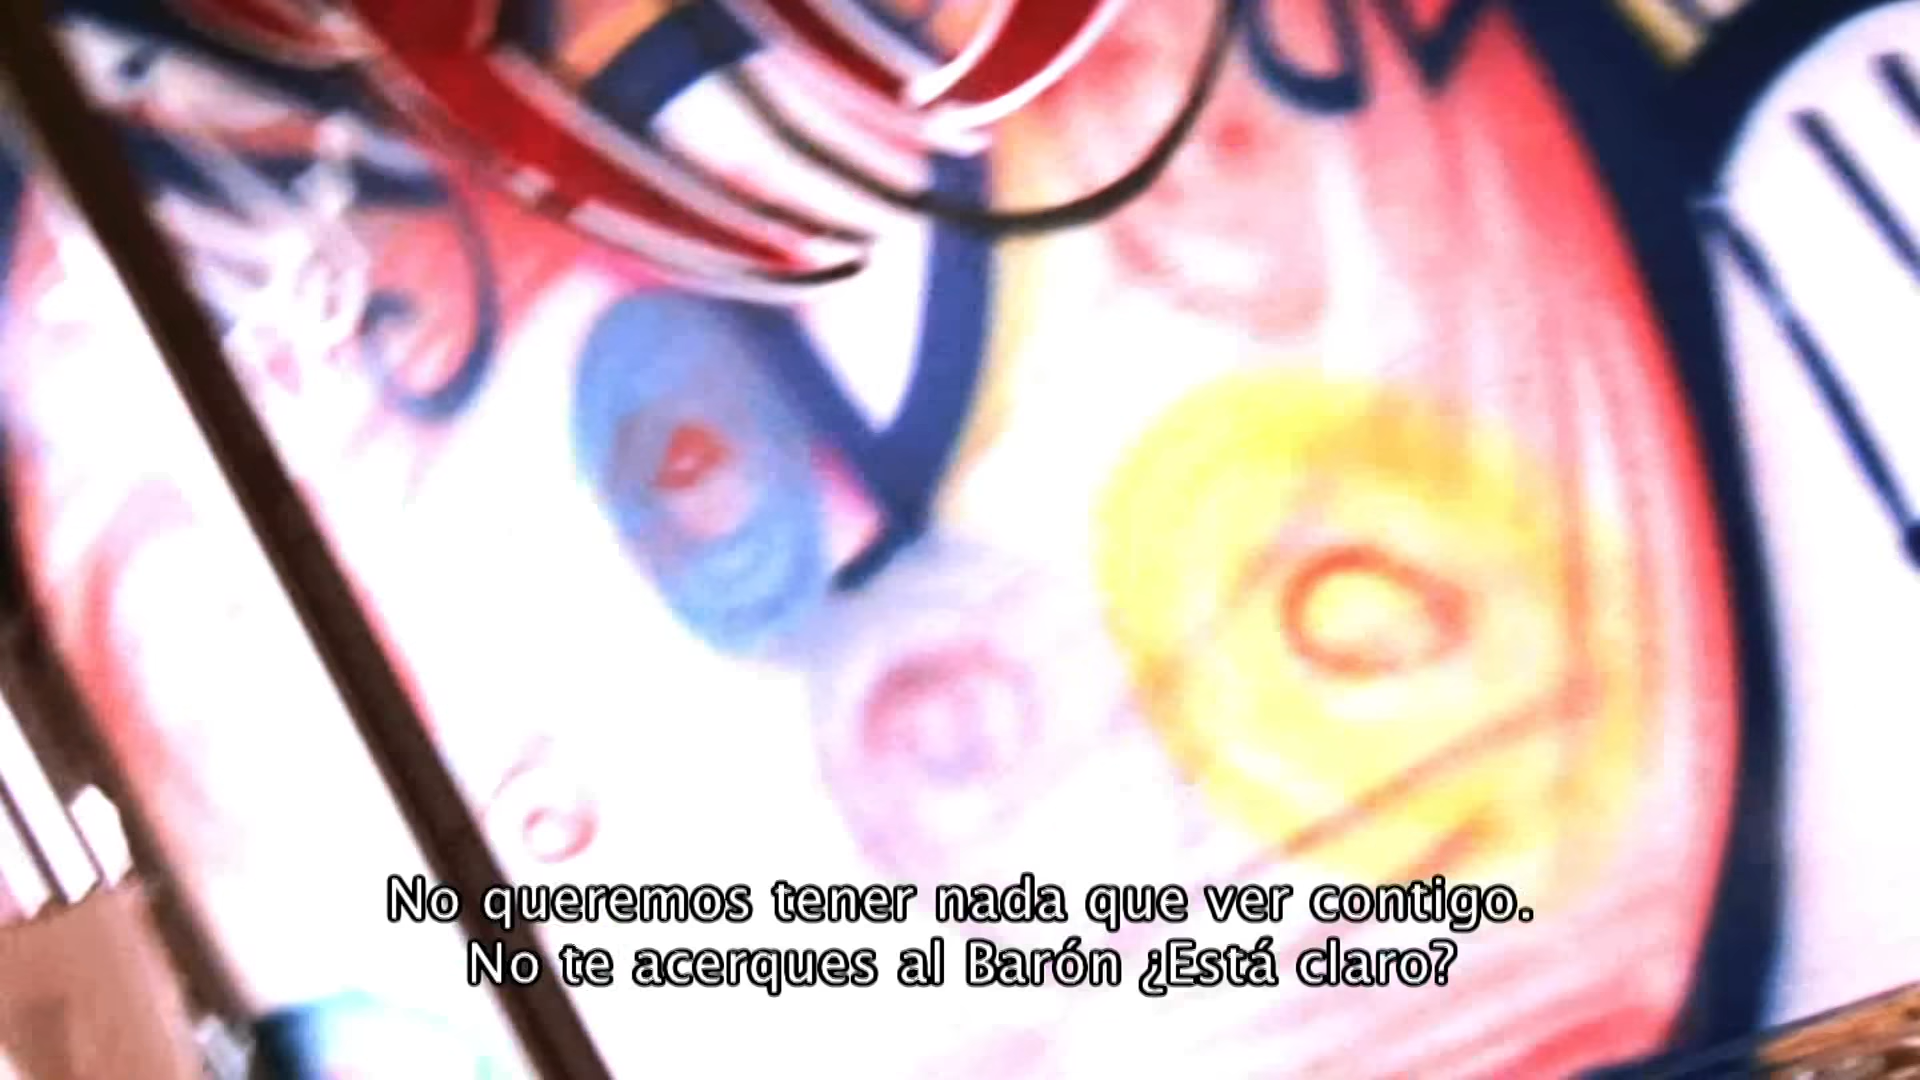 No queremos tener nada que ver contigo.
No te acerques al Barón ¿Está claro?